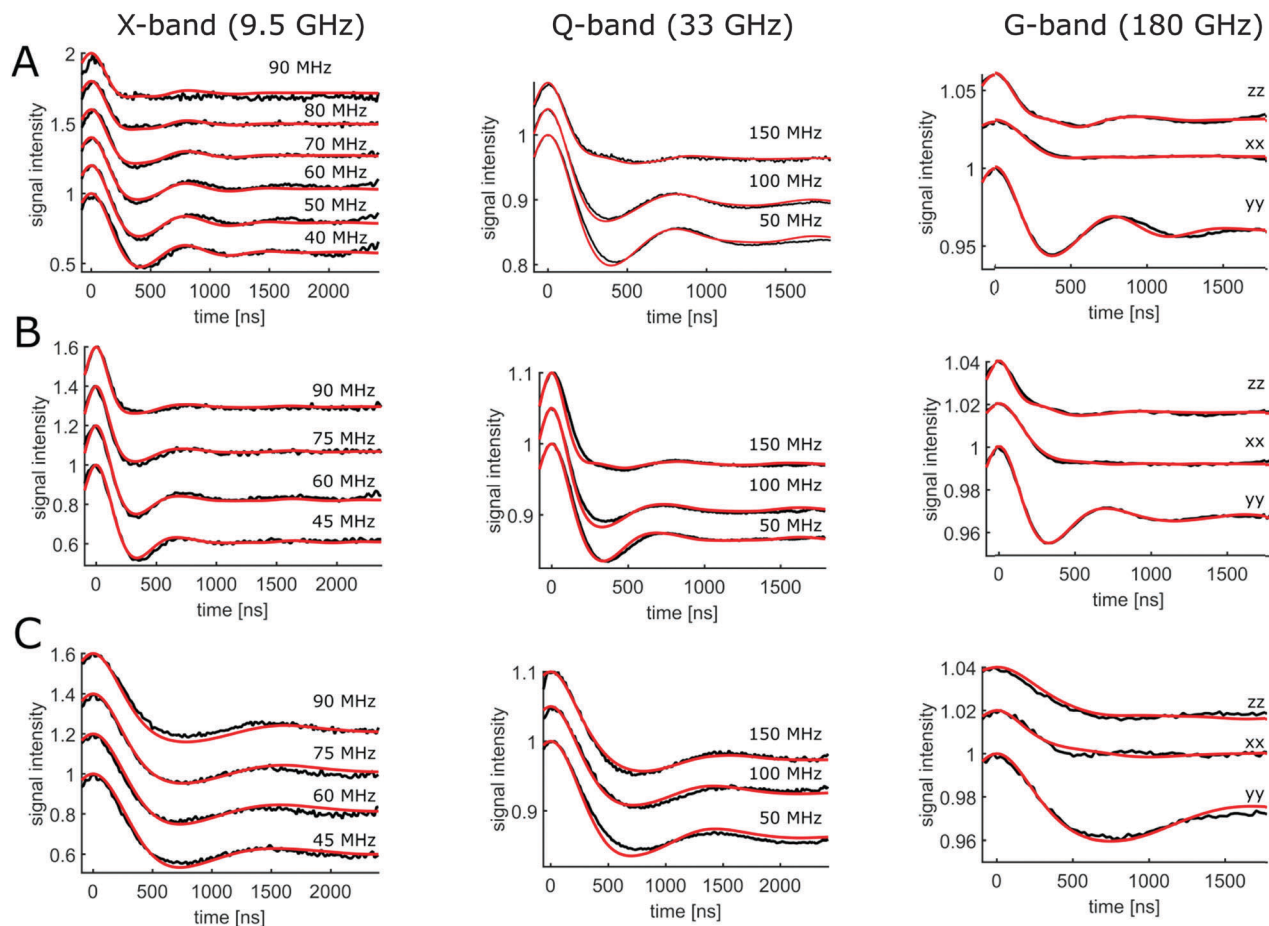 X-band (9.5 GHz)
Q-band (33 GHz)
G-band (180 GHz)
A
signal intensity
2
1.5
1
0.5
90 MHz
80 MHz
70 MHz
60 MHz
50 MHz
40 MHz
0 500 1000 1500 2000
time [ns]
signal intensity
1
0.9
0.8
150 MHz
100 MHz
50 MHz
0 500 1000 1500
time [ns]
signal intensity
1.05
1
0.95
zz
xx
yy
0 500 1000 1500
time [ns]
B
signal intensity
1.6
1.4
1.2
1
0.8
0.6
90 MHz
75 MHz
60 MHz
45 MHz
0 500 1000 1500 2000
time [ns]
signal intensity
1.1
1
0.9
150 MHz
100 MHz
50 MHz
0 500 1000 1500
time [ns]
signal intensity
1.04
1.02
1
0.98
0.96
zz
xx
yy
0 500 1000 1500
time [ns]
C
signal intensity
1.6
1.4
1.2
1
0.8
0.6
90 MHz
75 MHz
60 MHz
45 MHz
0 500 1000 1500 2000
time [ns]
signal intensity
1.1
1
0.9
150 MHz
100 MHz
50 MHz
0 500 1000 1500 2000
time [ns]
signal intensity
1.04
1.02
1
0.98
0.96
zz
xx
yy
0 500 1000 1500
time [ns]